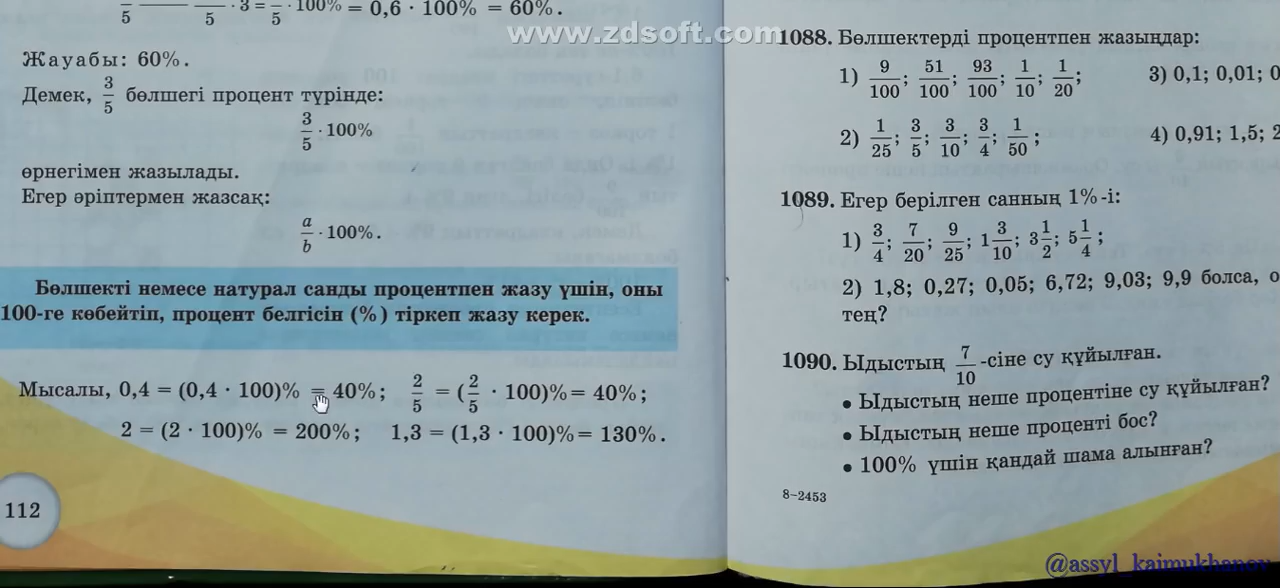 3/5 · 100% = 0,6 · 100% = 60%.
www.zdsoft.com
Жауабы: 60%.
Демек, 3/5 бөлшегі процент түрінде:
3/5 · 100%
өрнегімен жазылады.
Егер әріптермен жазсақ:
a/b · 100%.
Бөлшекті немесе натурал санды процентпен жазу үшін, оны
100-ге көбейтіп, процент белгісін (%) тіркеп жазу керек.
Мысалы, 0,4 = (0,4 · 100)% = 40%; 2/5 = (2/5 · 100)% = 40%;
2 = (2 · 100)% = 200%; 1,3 = (1,3 · 100)% = 130%.
112
1088. Бөлшектерді процентпен жазыңдар:
1) 9/100; 51/100; 93/100; 1/10; 1/20; 3) 0,1; 0,01;
2) 1/25; 3/5; 3/10; 3/4; 1/50; 4) 0,91; 1,5;
1089. Егер берілген санның 1%-і:
1) 3/4; 7/20; 9/25; 1 3/10; 3 1/2; 5 1/4;
2) 1,8; 0,27; 0,05; 6,72; 9,03; 9,9 болса,
тең?
1090. Ыдыстың 7/10-сіне су құйылған.
• Ыдыстың неше процентіне су құйылған?
• Ыдыстың неше проценті бос?
• 100% үшін қандай шама алынған?
8–2453
@assyl_kaimukhanov